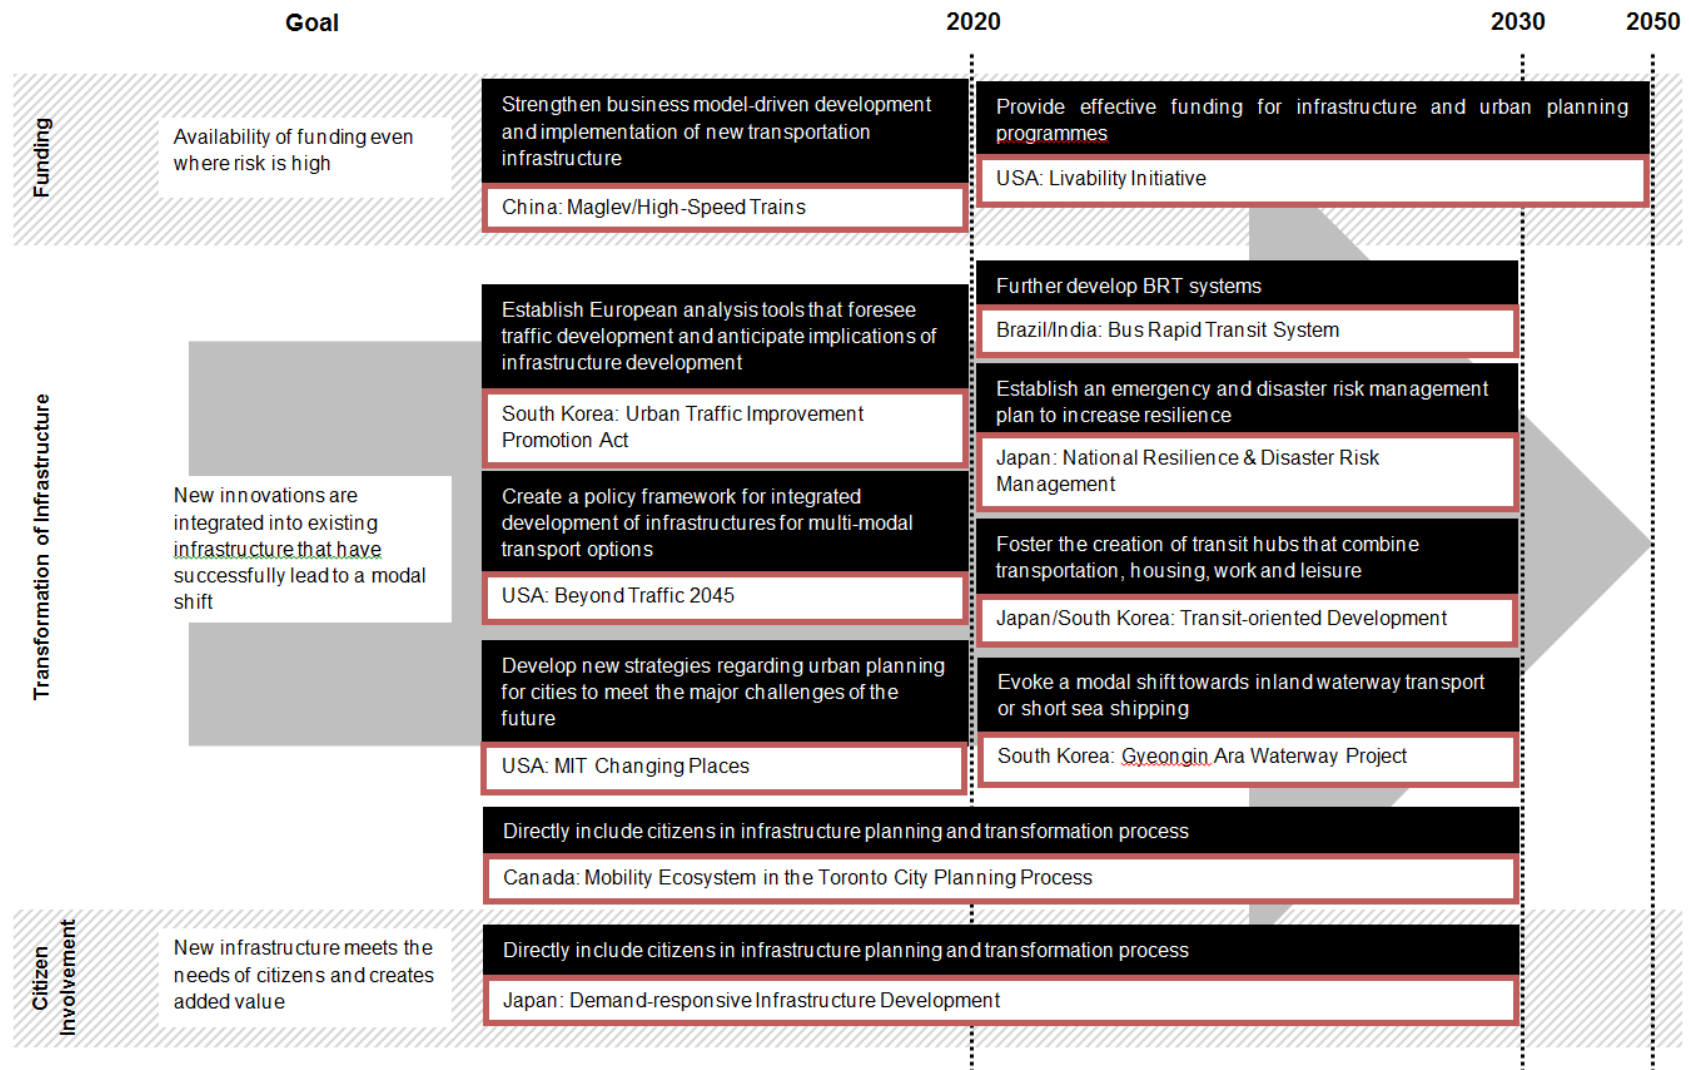 Goal
2020
2030
2050
Funding
Availability of funding even
where risk is high
Strengthen business model-driven development
and implementation of new transportation
infrastructure
China: Maglev/High-Speed Trains
Provide effective funding for infrastructure and urban planning
programmes
USA: Livability Initiative
Transformation of Infrastructure
New innovations are
integrated into existing
infrastructure that have
successfully lead to a modal
shift
Establish European analysis tools that foresee
traffic development and anticipate implications of
infrastructure development
South Korea: Urban Traffic Improvement
Promotion Act
Create a policy framework for integrated
development of infrastructures for multi-modal
transport options
USA: Beyond Traffic 2045
Develop new strategies regarding urban planning
for cities to meet the major challenges of the
future
USA: MIT Changing Places
Further develop BRT systems
Brazil/India: Bus Rapid Transit System
Establish an emergency and disaster risk management
plan to increase resilience
Japan: National Resilience & Disaster Risk
Management
Foster the creation of transit hubs that combine
transportation, housing, work and leisure
Japan/South Korea: Transit-oriented Development
Evoke a modal shift towards inland waterway transport
or short sea shipping
South Korea: Gyeongin Ara Waterway Project
Directly include citizens in infrastructure planning and transformation process
Canada: Mobility Ecosystem in the Toronto City Planning Process
Citizen
Involvement
New infrastructure meets the
needs of citizens and creates
added value
Directly include citizens in infrastructure planning and transformation process
Japan: Demand-responsive Infrastructure Development